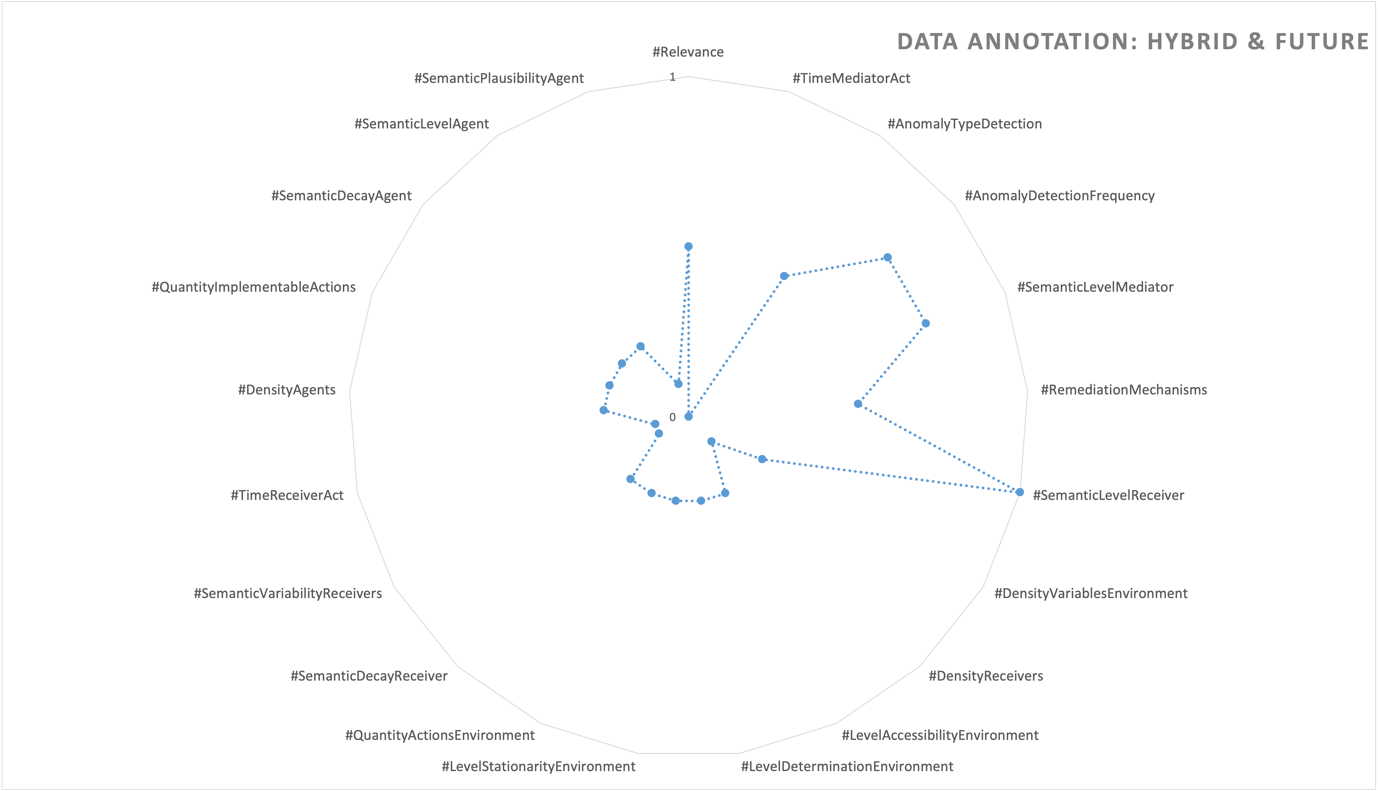 DATA ANNOTATION: HYBRID & FUTURE
#Relevance
1
#SemanticPlausibilityAgent
#TimeMediatorAct
#SemanticLevelAgent
#AnomalyTypeDetection
#SemanticDecayAgent
#AnomalyDetectionFrequency
#QuantityImplementableActions
#SemanticLevelMediator
#DensityAgents
#RemediationMechanisms
0
#TimeReceiverAct
#SemanticLevelReceiver
#SemanticVariabilityReceivers
#DensityVariablesEnvironment
#SemanticDecayReceiver
#DensityReceivers
#QuantityActionsEnvironment
#LevelAccessibilityEnvironment
#LevelStationarityEnvironment
#LevelDeterminationEnvironment